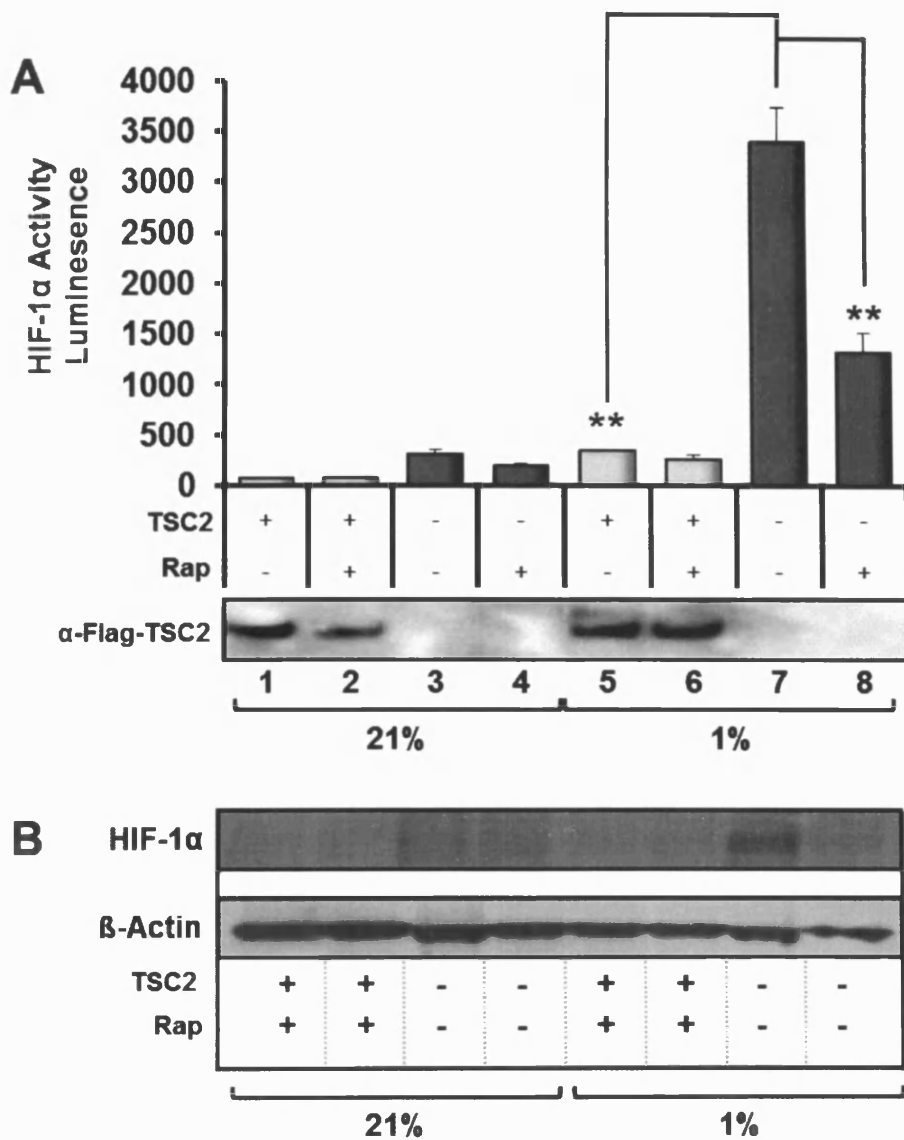 A
HIF-1α Activity
Luminesence
4000
3500
3000
2500
2000
1500
1000
500
0
**
**
TSC2 + + - - + + - -
Rap - + - + - + - +
α-Flag-TSC2
1 2 3 4 5 6 7 8
21% 1%
B
HIF-1α
ß-Actin
TSC2 + + - - + + - -
Rap + + - - + + - -
21% 1%